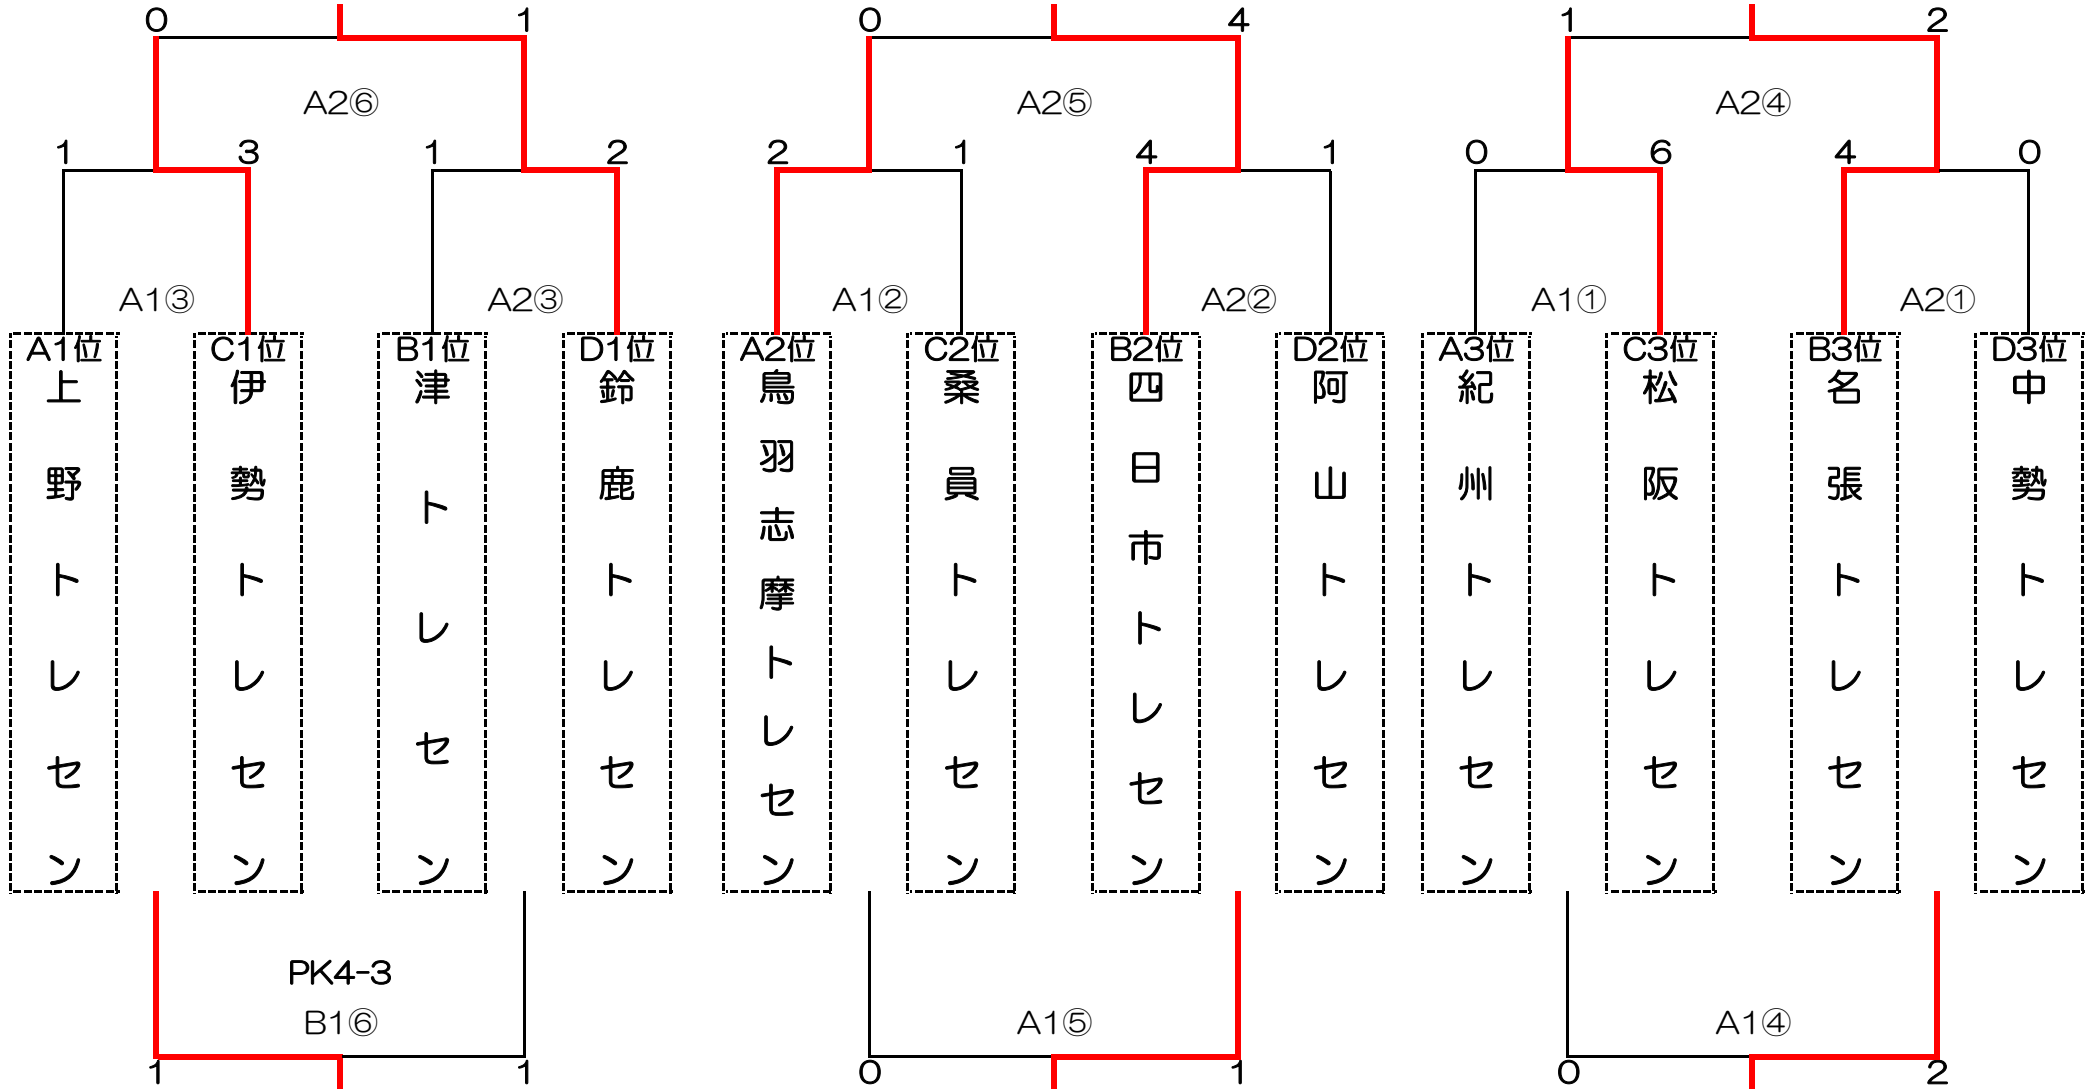 0 1 0 4 1 2
A2⑥ A2⑤ A2④
1 3 1 2 2 1 4 1 0 6 4 0
A1③ A2③ A1② A2② A1① A2①
A1位 C1位 B1位 D1位 A2位 C2位 B2位 D2位 A3位 C3位 B3位 D3位
上野トレセン
伊勢トレセン
津トレセン
鈴鹿トレセン
鳥羽志摩トレセン
桑員トレセン
四日市トレセン
阿山トレセン
紀州トレセン
松阪トレセン
名張トレセン
中勢トレセン
PK4-3
B1⑥ A1⑤ A1④
1 1 0 1 0 2